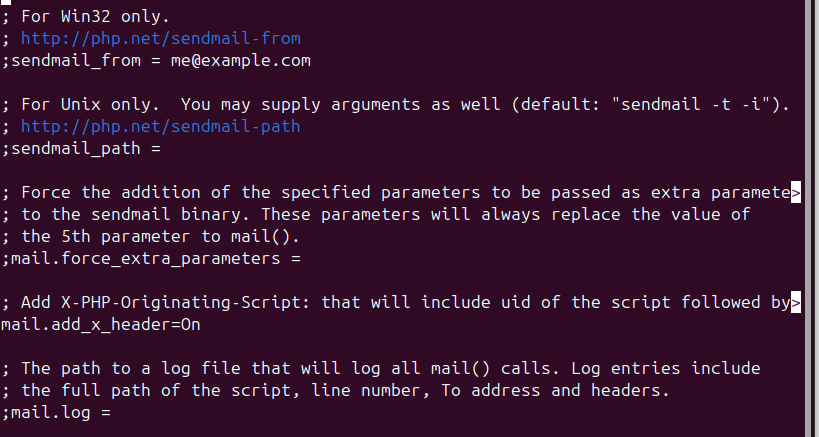 ; For Win32 only.
; http://php.net/sendmail-from
;sendmail_from = me@example.com
; For Unix only.  You may supply arguments as well (default: "sendmail -t -i").
; http://php.net/sendmail-path
;sendmail_path =
; Force the addition of the specified parameters to be passed as extra paramete>
; to the sendmail binary. These parameters will always replace the value of
; the 5th parameter to mail().
;mail.force_extra_parameters =
; Add X-PHP-Originating-Script: that will include uid of the script followed by>
mail.add_x_header=On
; The path to a log file that will log all mail() calls. Log entries include
; the full path of the script, line number, To address and headers.
;mail.log =